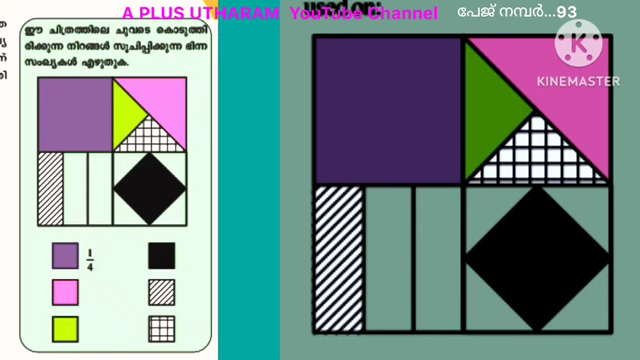 A PLUS UTHARAM YouTube Channel
പേജ് നമ്പർ...93
ഈ ചിത്രത്തിലെ ചുവടെ കൊടുത്തി
രിക്കുന്ന നിറങ്ങൾ സൂചിപ്പിക്കുന്ന ഭിന്ന
സംഖ്യകൾ എഴുതുക.
1
4
KINEMASTER